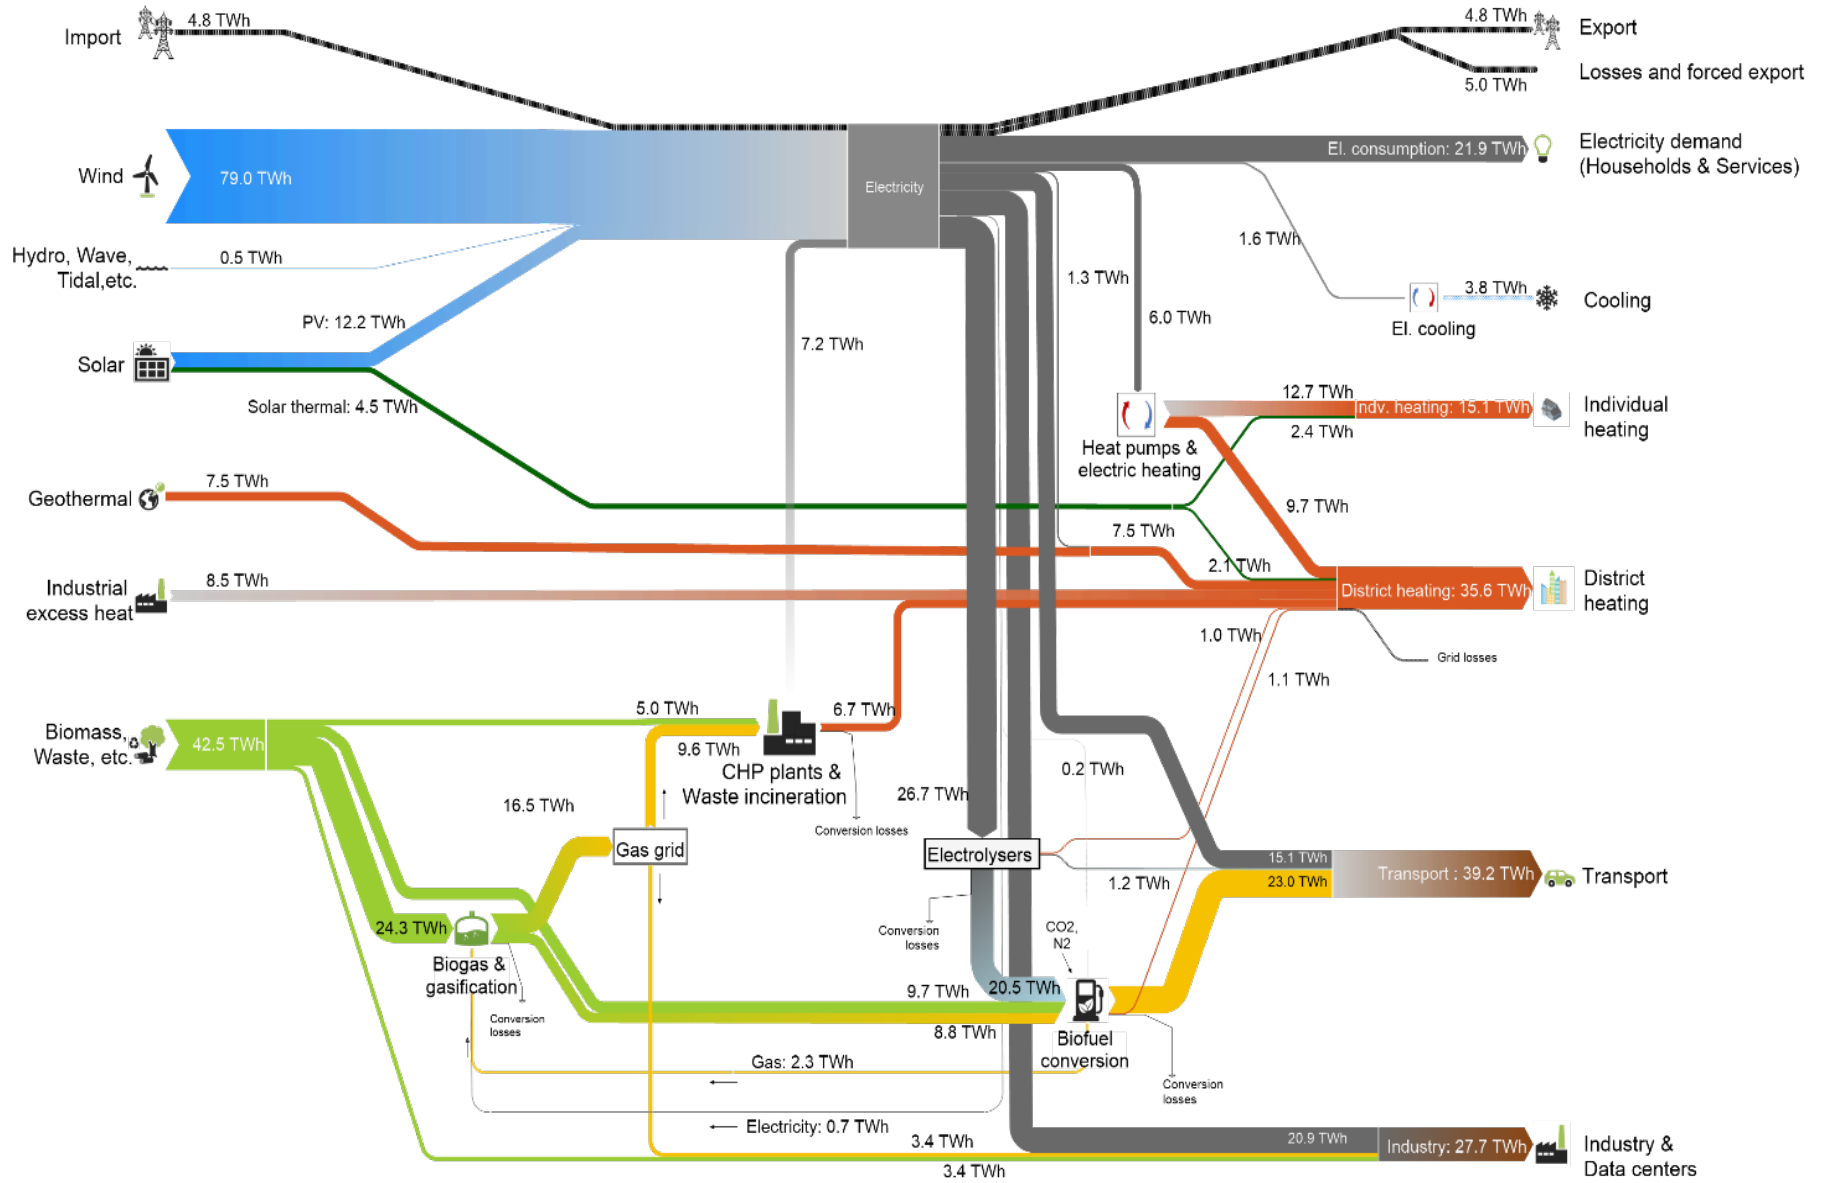 4.8 TWh
Import
4.8 TWh
Export
Losses and forced export
5.0 TWh
Wind
79.0 TWh
Electricity
El. consumption: 21.9 TWh
Electricity demand
(Households & Services)
Hydro, Wave,
Tidal,etc.
0.5 TWh
1.6 TWh
1.3 TWh
6.0 TWh
3.8 TWh
Cooling
El. cooling
PV: 12.2 TWh
7.2 TWh
Solar
Solar thermal: 4.5 TWh
12.7 TWh
Indv. heating: 15.1 TWh
Individual
heating
2.4 TWh
Heat pumps &
electric heating
Geothermal
7.5 TWh
9.7 TWh
7.5 TWh
2.1 TWh
Industrial
excess heat
8.5 TWh
District heating: 35.6 TWh
District
heating
1.0 TWh
Grid losses
1.1 TWh
Biomass,
Waste, etc.
42.5 TWh
5.0 TWh
9.6 TWh
6.7 TWh
CHP plants &
Waste incineration
Conversion losses
0.2 TWh
26.7 TWh
16.5 TWh
Gas grid
Electrolysers
15.1 TWh
23.0 TWh
Transport : 39.2 TWh
Transport
1.2 TWh
24.3 TWh
Biogas &
gasification
Conversion
losses
Conversion
losses
CO2,
N2
9.7 TWh
20.5 TWh
8.8 TWh
Biofuel
conversion
Gas: 2.3 TWh
Conversion
losses
Electricity: 0.7 TWh
3.4 TWh
3.4 TWh
20.9 TWh
Industry: 27.7 TWh
Industry &
Data centers